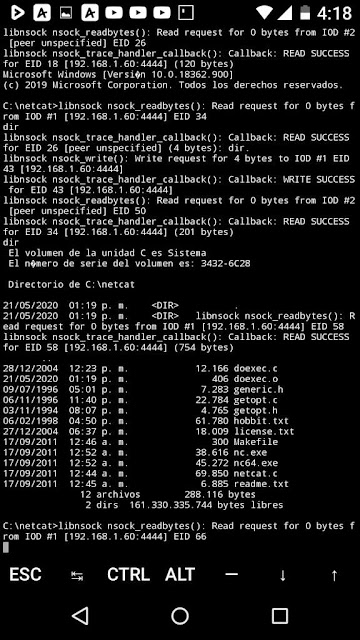 4:18
libnsock nsock_readbytes(): Read request for 0 bytes from IOD #2
[peer unspecified] EID 26
libnsock nsock_trace_handler_callback(): Callback: READ SUCCESS
for EID 18 [192.168.1.60:4444] (120 bytes)
Microsoft Windows [Versi�n 10.0.18362.900]
(c) 2019 Microsoft Corporation. Todos los derechos reservados.
C:\netcat>libnsock nsock_readbytes(): Read request for 0 bytes f
rom IOD #1 [192.168.1.60:4444] EID 34
dir
libnsock nsock_trace_handler_callback(): Callback: READ SUCCESS
for EID 26 [peer unspecified] (4 bytes): dir.
libnsock nsock_write(): Write request for 4 bytes to IOD #1 EID
43 [192.168.1.60:4444]
libnsock nsock_trace_handler_callback(): Callback: WRITE SUCCESS
for EID 43 [192.168.1.60:4444]
libnsock nsock_readbytes(): Read request for 0 bytes from IOD #2
[peer unspecified] EID 50
libnsock nsock_trace_handler_callback(): Callback: READ SUCCESS
for EID 34 [192.168.1.60:4444] (201 bytes)
dir
El volumen de la unidad C es Sistema
El n�mero de serie del volumen es: 3432-6C28
Directorio de C:\netcat
21/05/2020 01:19 p. m. <DIR> .
21/05/2020 01:19 p. m. <DIR> libnsock nsock_readbytes(): R
ead request for 0 bytes from IOD #1 [192.168.1.60:4444] EID 58
libnsock nsock_trace_handler_callback(): Callback: READ SUCCESS
for EID 58 [192.168.1.60:4444] (754 bytes)
..
28/12/2004 12:23 p. m. 12.166 doexec.c
21/05/2020 01:19 p. m. 406 doexec.o
09/07/1996 05:01 p. m. 7.283 generic.h
06/11/1996 11:40 p. m. 22.784 getopt.c
03/11/1994 08:07 p. m. 4.765 getopt.h
06/02/1998 04:50 p. m. 61.780 hobbit.txt
27/12/2004 06:37 p. m. 18.009 license.txt
17/09/2011 12:46 a. m. 300 Makefile
17/09/2011 12:52 a. m. 38.616 nc.exe
17/09/2011 12:52 a. m. 45.272 nc64.exe
17/09/2011 12:44 a. m. 69.850 netcat.c
17/09/2011 12:45 a. m. 6.885 readme.txt
12 archivos 288.116 bytes
2 dirs 161.330.335.744 bytes libres
C:\netcat>libnsock nsock_readbytes(): Read request for 0 bytes f
rom IOD #1 [192.168.1.60:4444] EID 66
ESC ↹ CTRL ALT — ↓ ↑